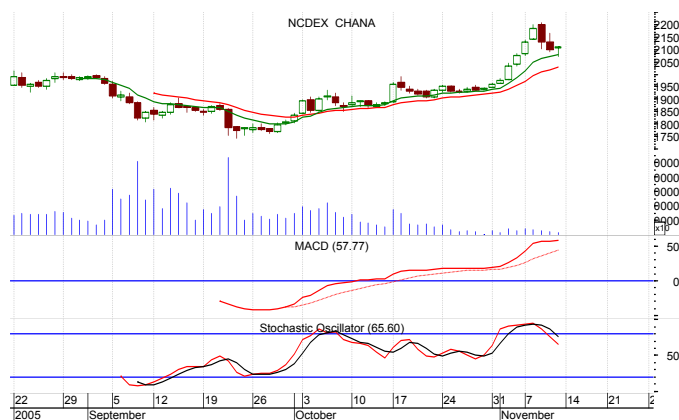 NCDEX CHANA
2200
2150
2100
2050
1950
1900
1850
1800
1750
x10
MACD (57.77)
50
0
Stochastic Oscillator (65.60)
50
22 29 5 12 19 26 3 10 17 24 31 7 14 21
2005 September October November